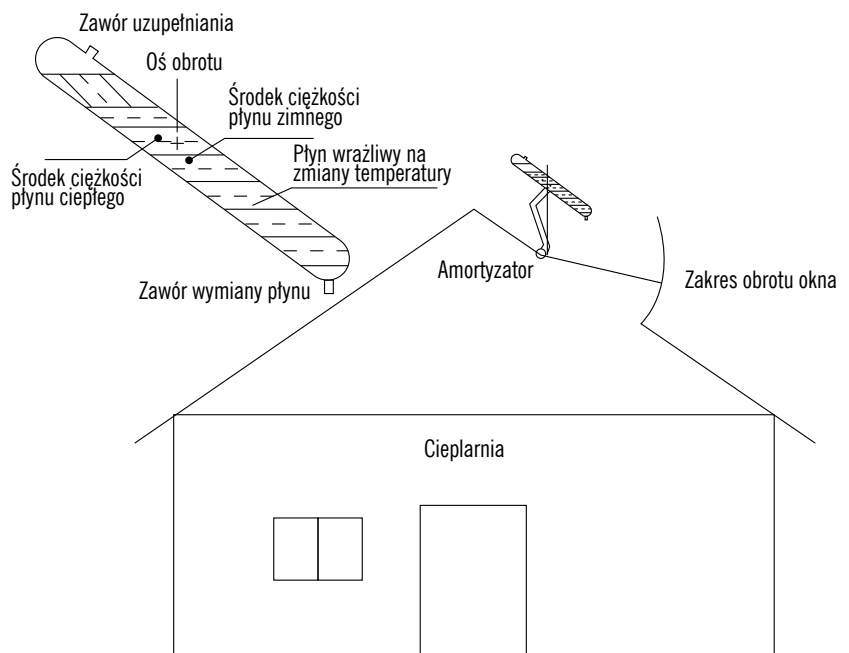 Zawór uzupełniania
Oś obrotu
Środek ciężkości
płynu zimnego
Płyn wrażliwy na
zmiany temperatury
Środek ciężkości
płynu ciepłego
Zawór wymiany płynu
Amortyzator
Zakres obrotu okna
Cieplarnia